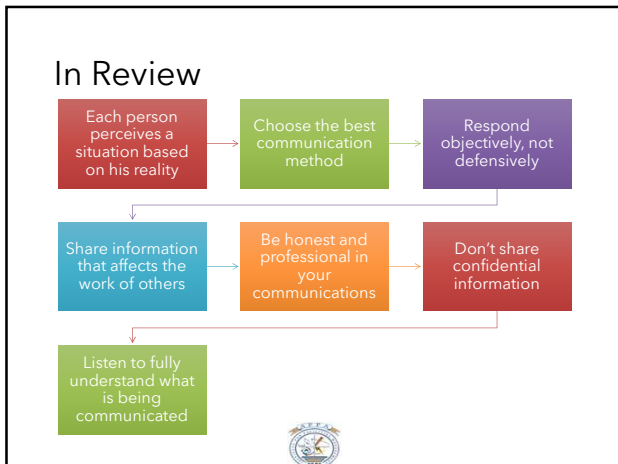 In Review
Each person
perceives a
situation based
on his reality
Choose the best
communication
method
Respond
objectively, not
defensively
Share information
that affects the
work of others
Be honest and
professional in
your
communications
Don't share
confidential
information
Listen to fully
understand what
is being
communicated